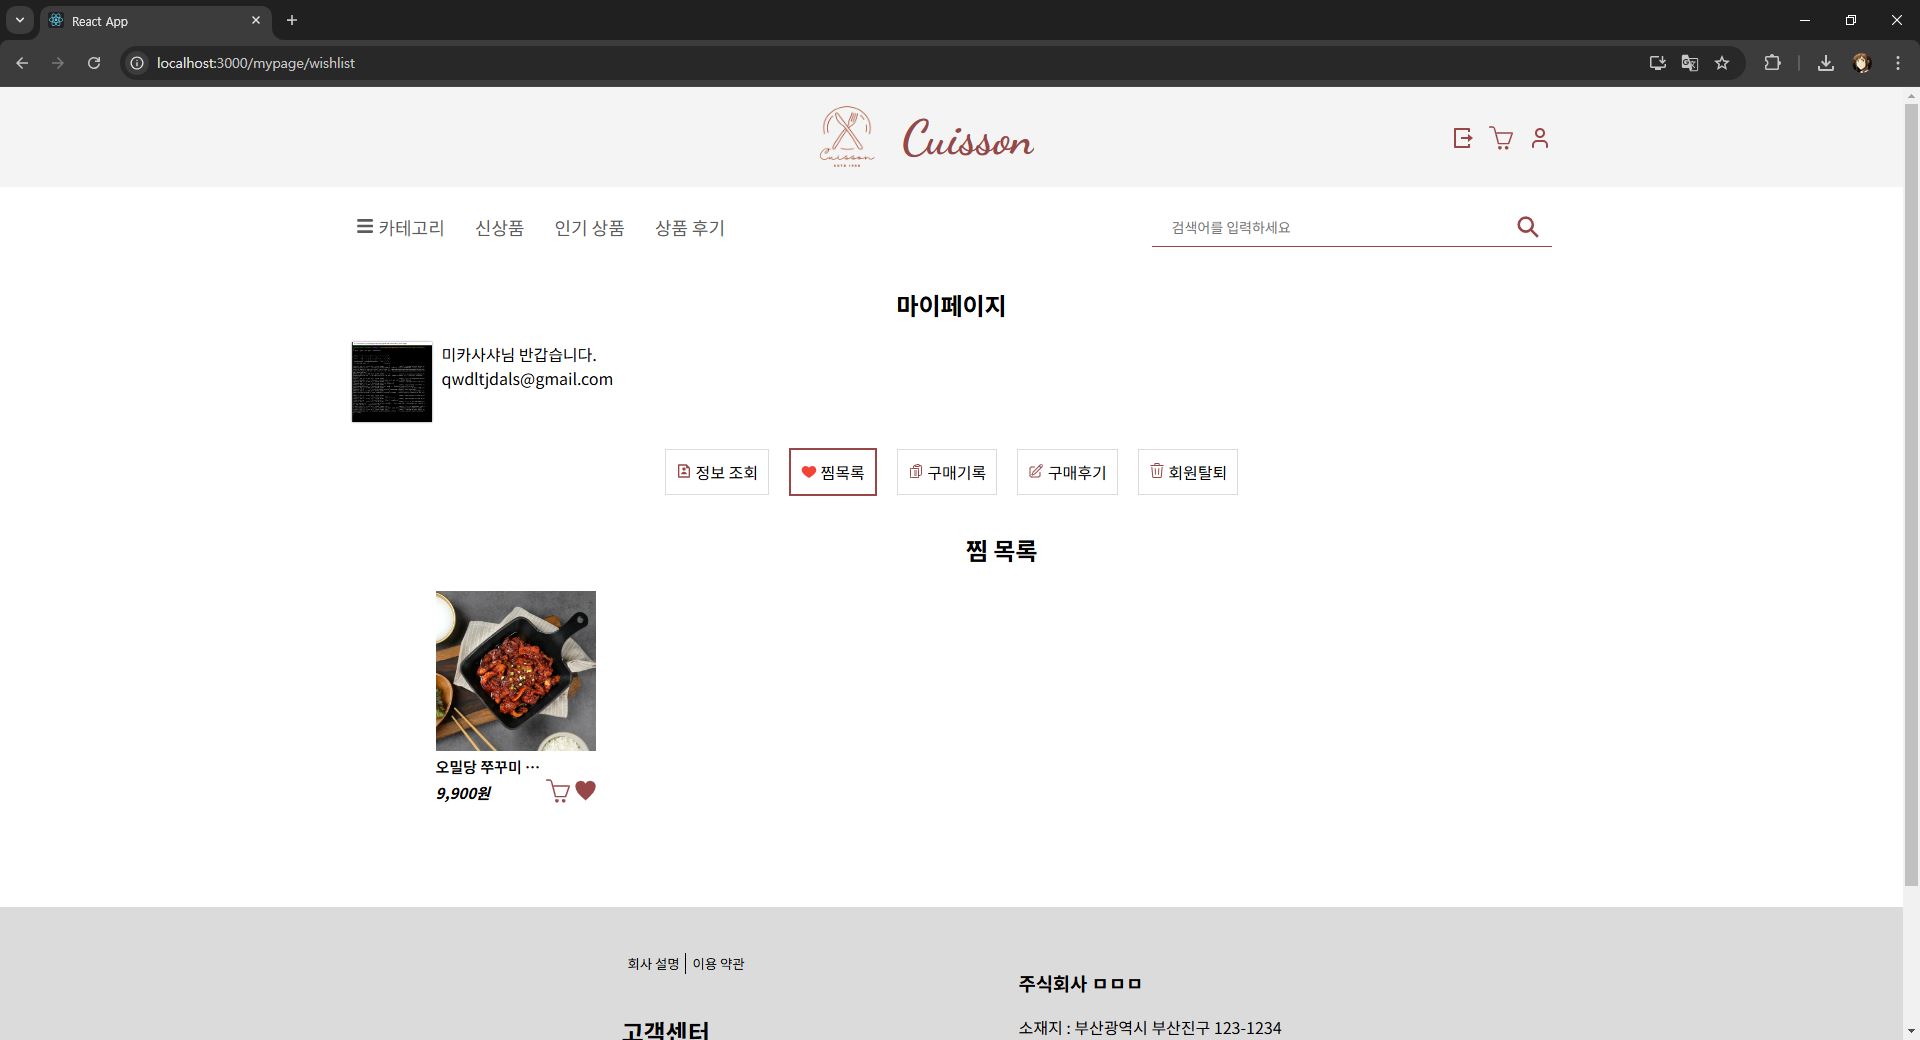 React App
localhost:3000/mypage/wishlist
Cuisson
Cuisson
카테고리 신상품 인기 상품 상품 후기
검색어를 입력하세요
마이페이지
미카사샤님 반갑습니다.
qwdltjdals@gmail.com
정보 조회 찜목록 구매기록 구매후기 회원탈퇴
찜 목록
오밀당 쭈꾸미 ···
9,900원
회사 설명 이용 약관
주식회사 ㅁㅁㅁ
고객센터
소재지 : 부산광역시 부산진구 123-1234